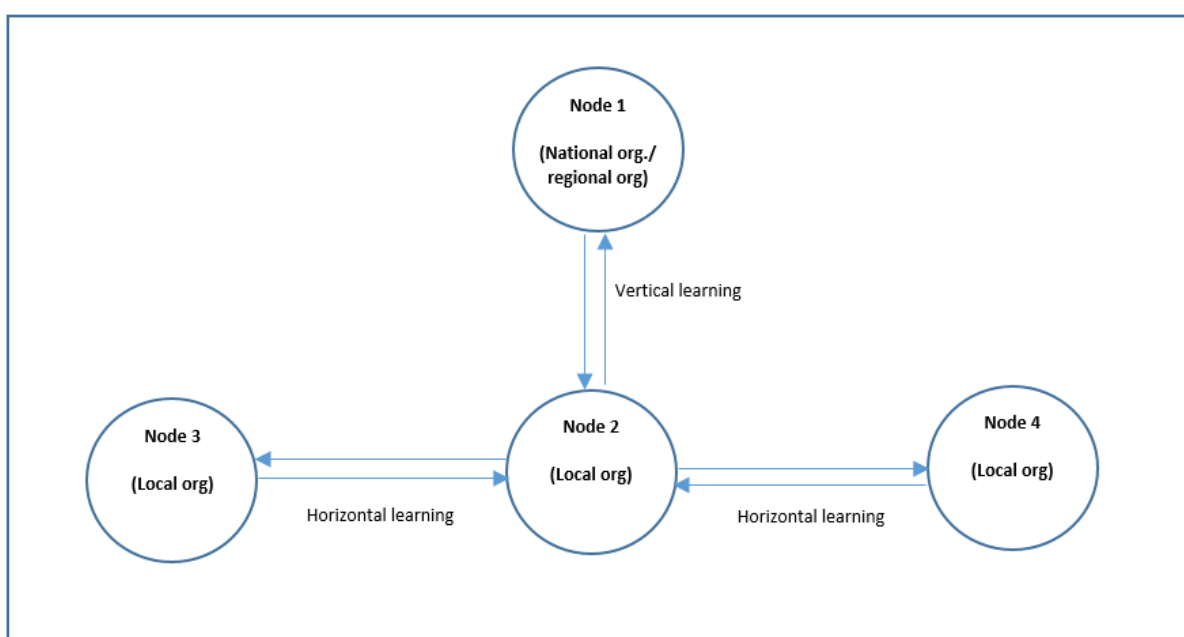 Node 1
(National org./
regional org)
Vertical learning
Node 3
(Local org)
Node 2
(Local org)
Node 4
(Local org)
Horizontal learning
Horizontal learning